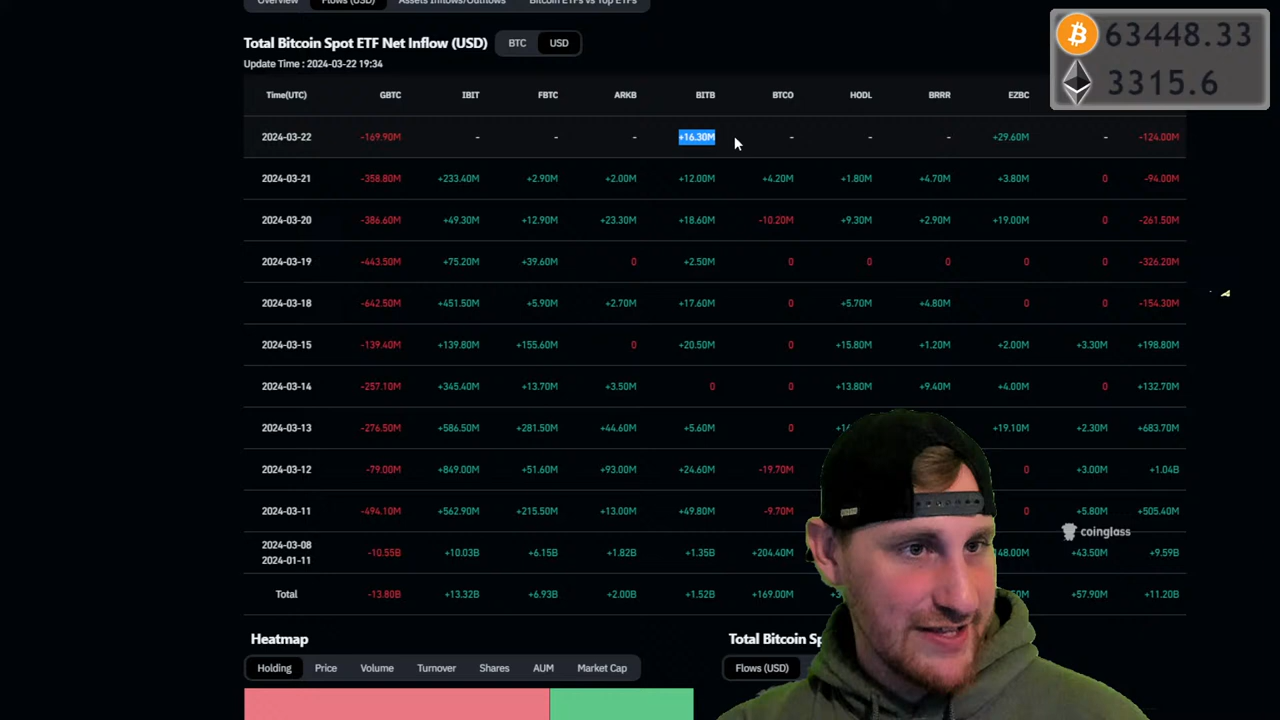 Overview Flows (USD) Assets Inflows/Outflows Bitcoin ETFs vs Top ETFs
63448.33
3315.6
Total Bitcoin Spot ETF Net Inflow (USD) BTC USD
Update Time : 2024-03-22 19:34
Time(UTC) GBTC IBIT FBTC ARKB BITB BTCO HODL BRRR EZBC
2024-03-22 -169.90M - - - +16.30M - - - +29.60M - -124.00M
2024-03-21 -358.80M +233.40M +2.90M +2.00M +12.00M +4.20M +1.80M +4.70M +3.80M 0 -94.00M
2024-03-20 -386.60M +49.30M +12.90M +23.30M +18.60M -10.20M +9.30M +2.90M +19.00M 0 -261.50M
2024-03-19 -443.50M +75.20M +39.60M 0 +2.50M 0 0 0 0 0 -326.20M
2024-03-18 -642.50M +451.50M +5.90M +2.70M +17.60M 0 +5.70M +4.80M 0 0 -154.30M
2024-03-15 -139.40M +139.80M +155.60M 0 +20.50M 0 +15.80M +1.20M +2.00M +3.30M +198.80M
2024-03-14 -257.10M +345.40M +13.70M +3.50M 0 0 +13.80M +9.40M +4.00M 0 +132.70M
2024-03-13 -276.50M +586.50M +281.50M +44.60M +5.60M 0 +19.10M +2.30M +683.70M
2024-03-12 -79.00M +849.00M +51.60M +93.00M +24.60M -19.70M 0 +3.00M +1.04B
2024-03-11 -494.10M +562.90M +215.50M +13.00M +49.80M -9.70M 0 +5.80M +505.40M
coinglass
2024-03-08
2024-01-11 -10.55B +10.03B +6.15B +1.82B +1.35B +204.40M +43.50M +9.59B
Total -13.80B +13.32B +6.93B +2.00B +1.52B +169.00M +57.90M +11.20B
Heatmap Total Bitcoin
Holding Price Volume Turnover Shares AUM Market Cap Flows (USD)